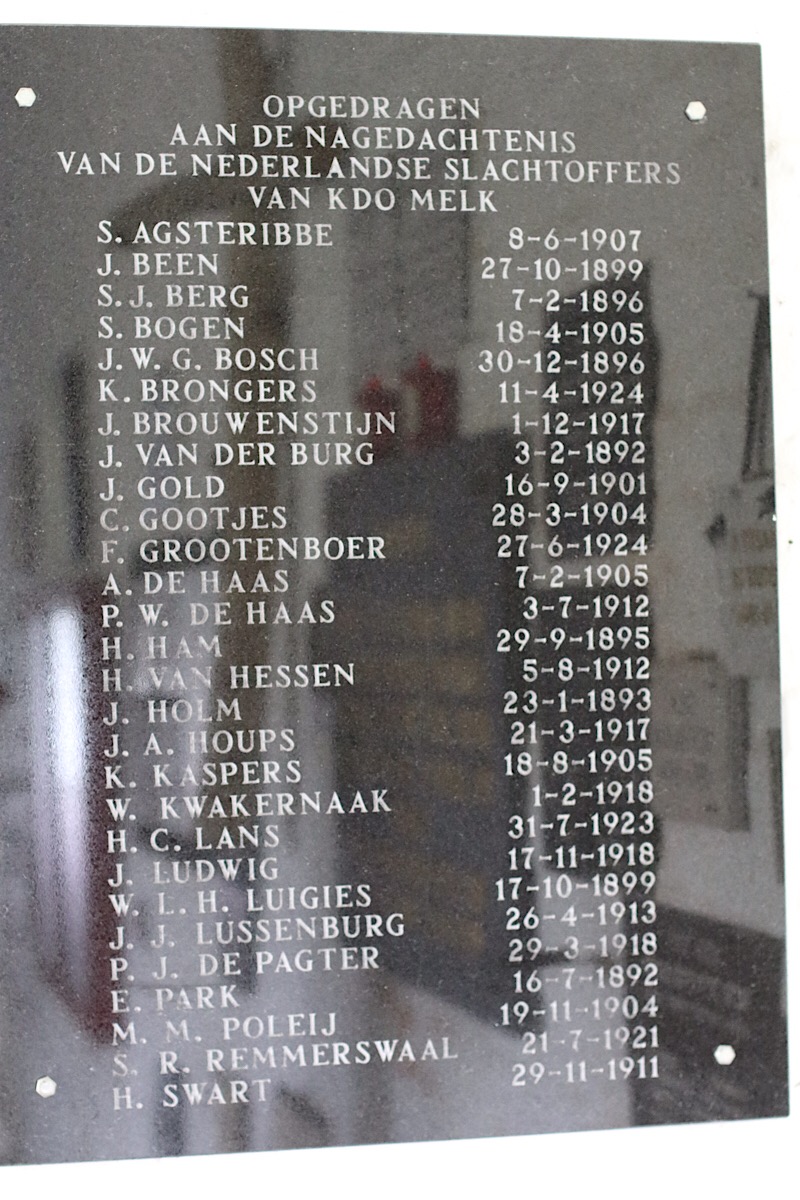 OPGEDRAGEN
AAN DE NAGEDACHTENIS
VAN DE NEDERLANDSE SLACHTOFFERS
VAN KDO MELK
S. AGSTERIBBE 8-6-1907
J. BEEN 27-10-1899
S. J. BERG 7-2-1896
S. BOGEN 18-4-1905
J. W. G. BOSCH 30-12-1896
K. BRONGERS 11-4-1924
J. BROUWENSTIJN 1-12-1917
J. VAN DER BURG 3-2-1892
J. GOLD 16-9-1901
C. GOOTJES 28-3-1904
F. GROOTENBOER 27-6-1924
A. DE HAAS 7-2-1905
P. W. DE HAAS 3-7-1912
H. HAM 29-9-1895
H. VAN HESSEN 5-8-1912
J. HOLM 23-1-1893
J. A. HOUPS 21-3-1917
K. KASPERS 18-8-1905
W. KWAKERNAAK 1-2-1918
H. C. LANS 31-7-1923
J. LUDWIG 17-11-1918
W. L. H. LUIGIES 17-10-1899
J. J. LUSSENBURG 26-4-1913
P. J. DE PAGTER 29-3-1918
E. PARK 16-7-1892
M. M. POLEIJ 19-11-1904
S. R. REMMERSWAAL 21-7-1921
H. SWART 29-11-1911